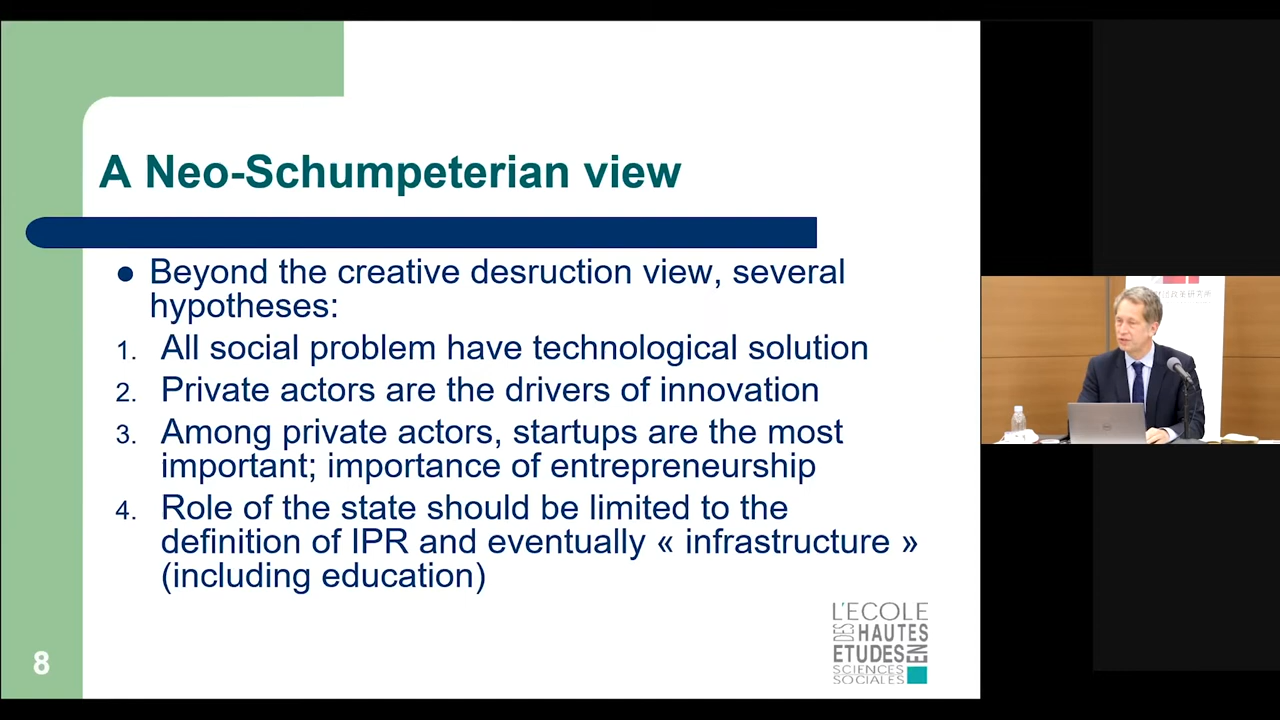 A Neo-Schumpeterian view
● Beyond the creative desruction view, several
hypotheses:
1. All social problem have technological solution
2. Private actors are the drivers of innovation
3. Among private actors, startups are the most
important; importance of entrepreneurship
4. Role of the state should be limited to the
definition of IPR and eventually « infrastructure »
(including education)
L'ECOLE
DES HAUTES
ETUDES EN
SCIENCES
SOCIALES
8